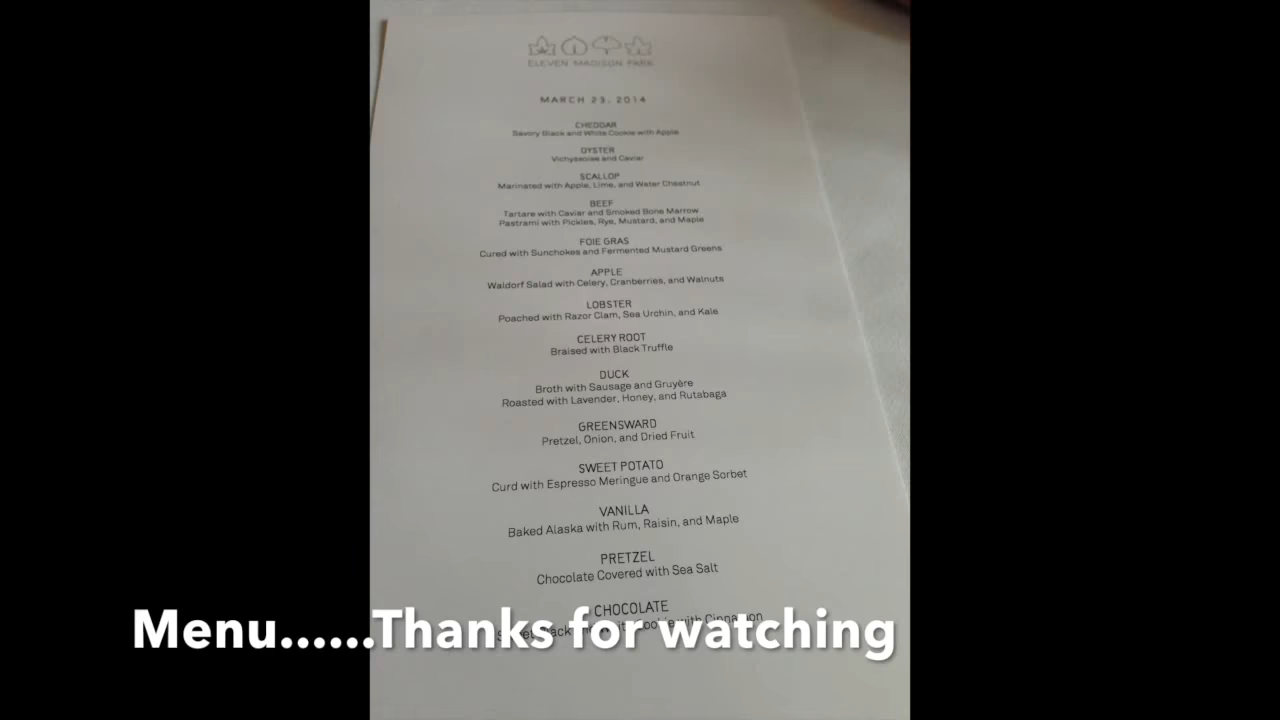 ELEVEN MADISON PARK
MARCH 23, 2014
CHEDDAR
Savory Black and White Cookie with Apple
OYSTER
Vichyssoise and Caviar
SCALLOP
Marinated with Apple, Lime, and Water Chestnut
BEEF
Tartare with Caviar and Smoked Bone Marrow
Pastrami with Pickles, Rye, Mustard, and Maple
FOIE GRAS
Cured with Sunchokes and Fermented Mustard Greens
APPLE
Waldorf Salad with Celery, Cranberries, and Walnuts
LOBSTER
Poached with Razor Clam, Sea Urchin, and Kale
CELERY ROOT
Braised with Black Truffle
DUCK
Broth with Sausage and Gruyère
Roasted with Lavender, Honey, and Rutabaga
GREENSWARD
Pretzel, Onion, and Dried Fruit
SWEET POTATO
Curd with Espresso Meringue and Orange Sorbet
VANILLA
Baked Alaska with Rum, Raisin, and Maple
PRETZEL
Chocolate Covered with Sea Salt
CHOCOLATE
Cookie with Cinnamon
Menu......Thanks for watching